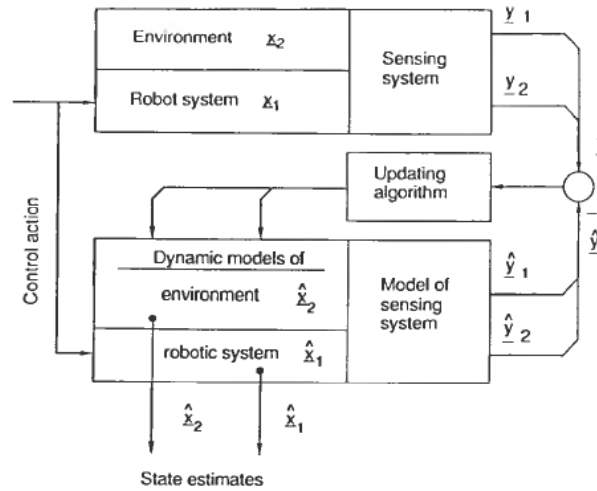 y 1
Environment x2
Sensing
system
Robot system x1
y 2
Updating
algorithm
Control action
Dynamic models of
environment x̂2
ŷ 1
Model of
sensing
system
ŷ
ŷ 2
robotic system x̂1
x̂2
x̂1
State estimates